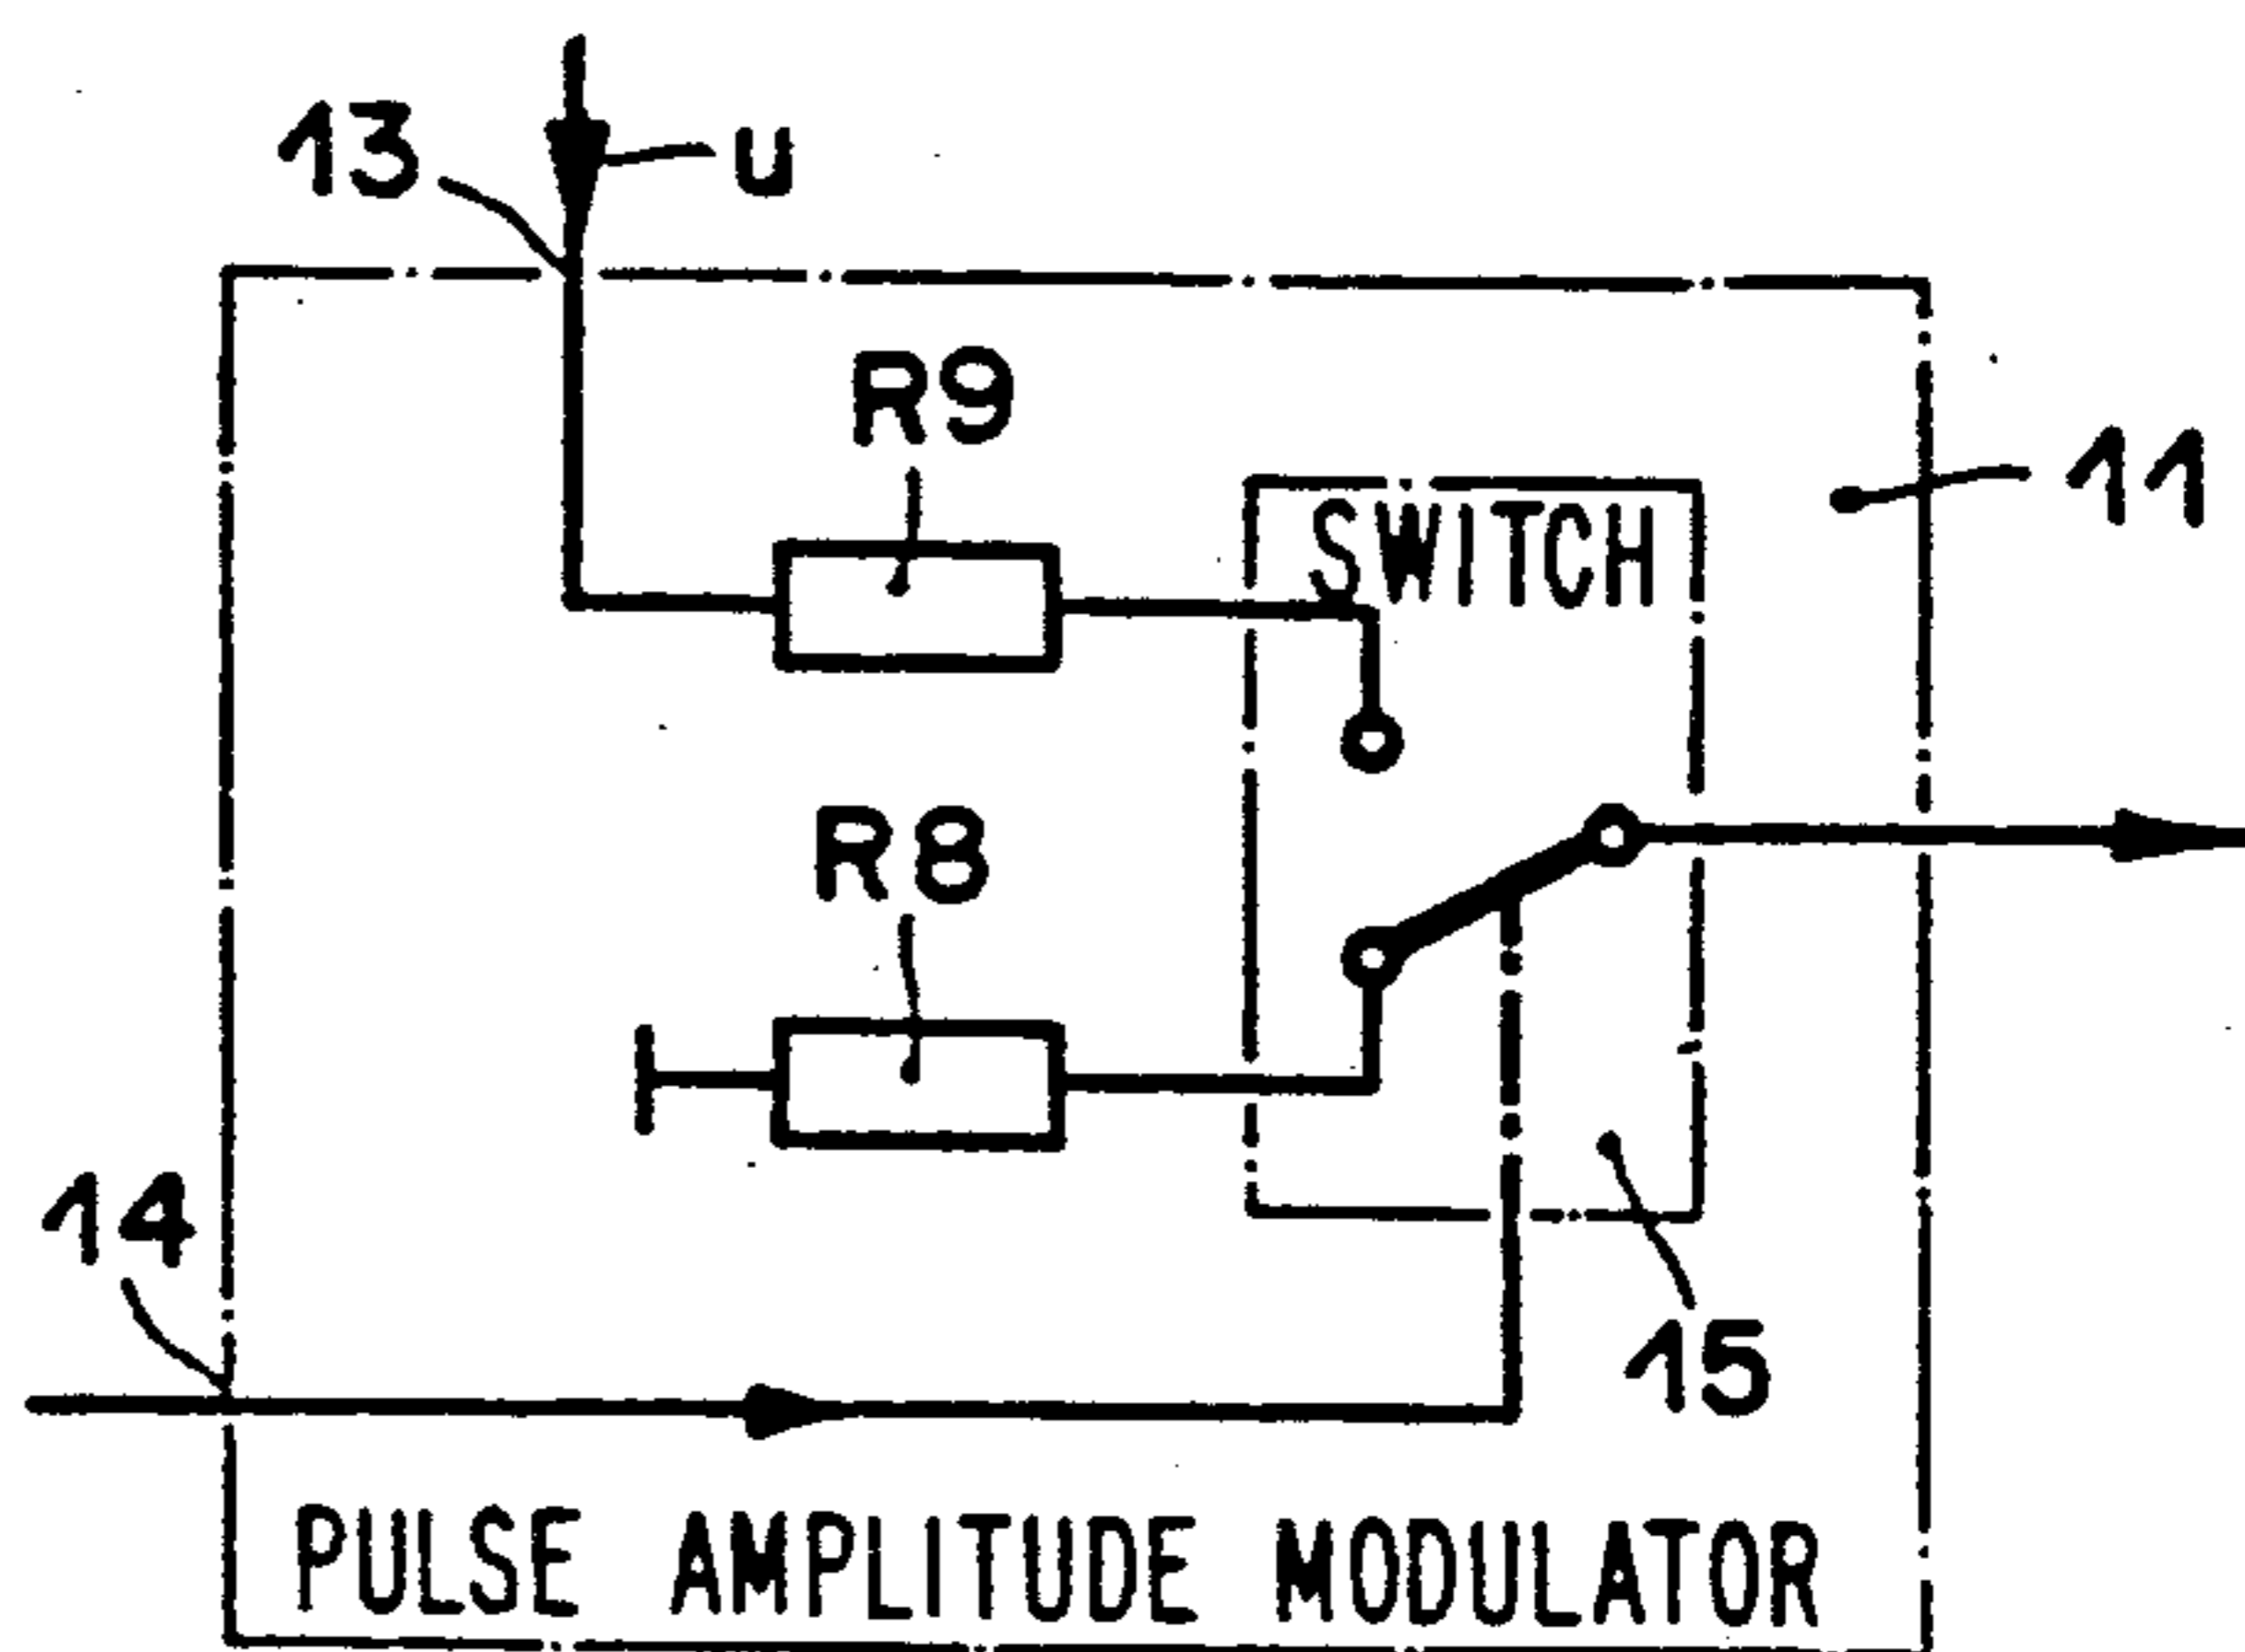 13
U
R9
11
SWITCH
R8
14
15
PULSE AMPLITUDE MODULATOR